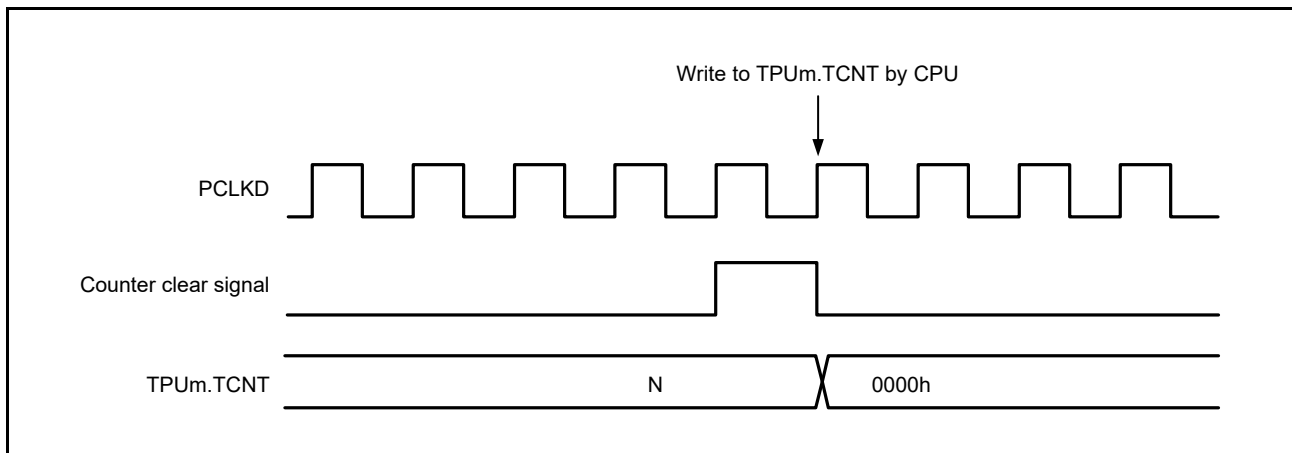 Write to TPUm.TCNT by CPU
PCLKD
Counter clear signal
TPUm.TCNT
N
0000h